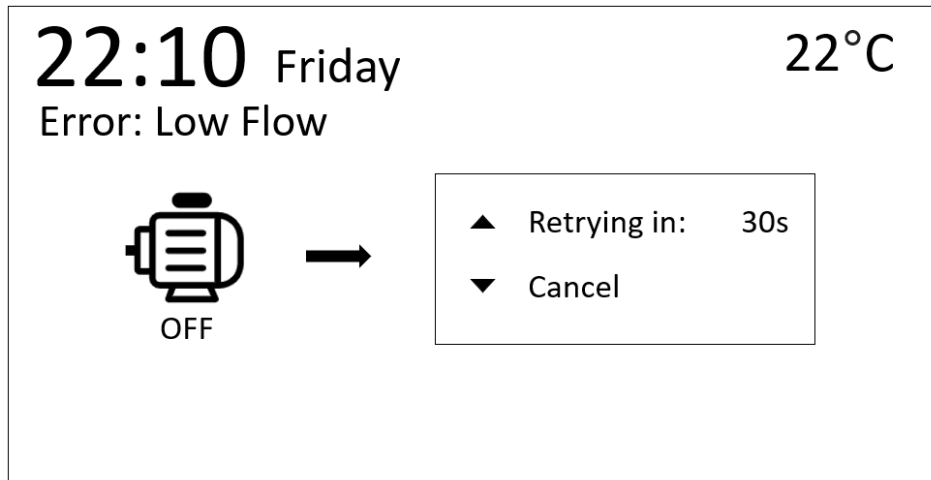 22:10 Friday 22°C
Error: Low Flow
▲ Retrying in: 30s
▼ Cancel
OFF